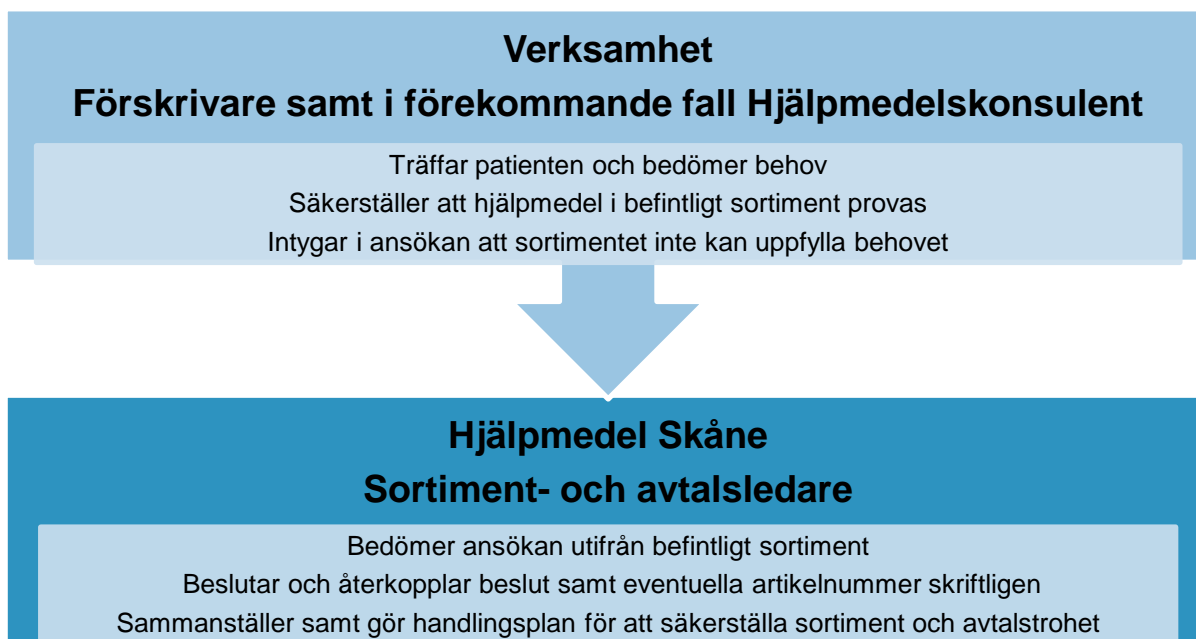 Verksamhet
Förskrivare samt i förekommande fall Hjälpmedelskonsulent
Träffar patienten och bedömer behov
Säkerställer att hjälpmedel i befintligt sortiment provas
Intygar i ansökan att sortimentet inte kan uppfylla behovet
Hjälpmedel Skåne
Sortiment- och avtalsledare
Bedömer ansökan utifrån befintligt sortiment
Beslutar och återkopplar beslut samt eventuella artikelnummer skriftligen
Sammanställer samt gör handlingsplan för att säkerställa sortiment och avtalstrohet